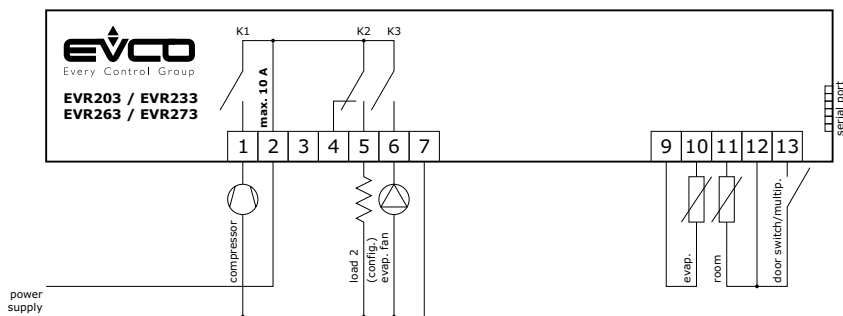 K1 K2 K3
EVCO
Every Control Group
EVR203 / EVR233
EVR263 / EVR273
max. 10 A
serial port
1 2 3 4 5 6 7 9 10 11 12 13
compressor
load 2
(config.)
evap. fan
evap.
room
door switch/multip.
power
supply